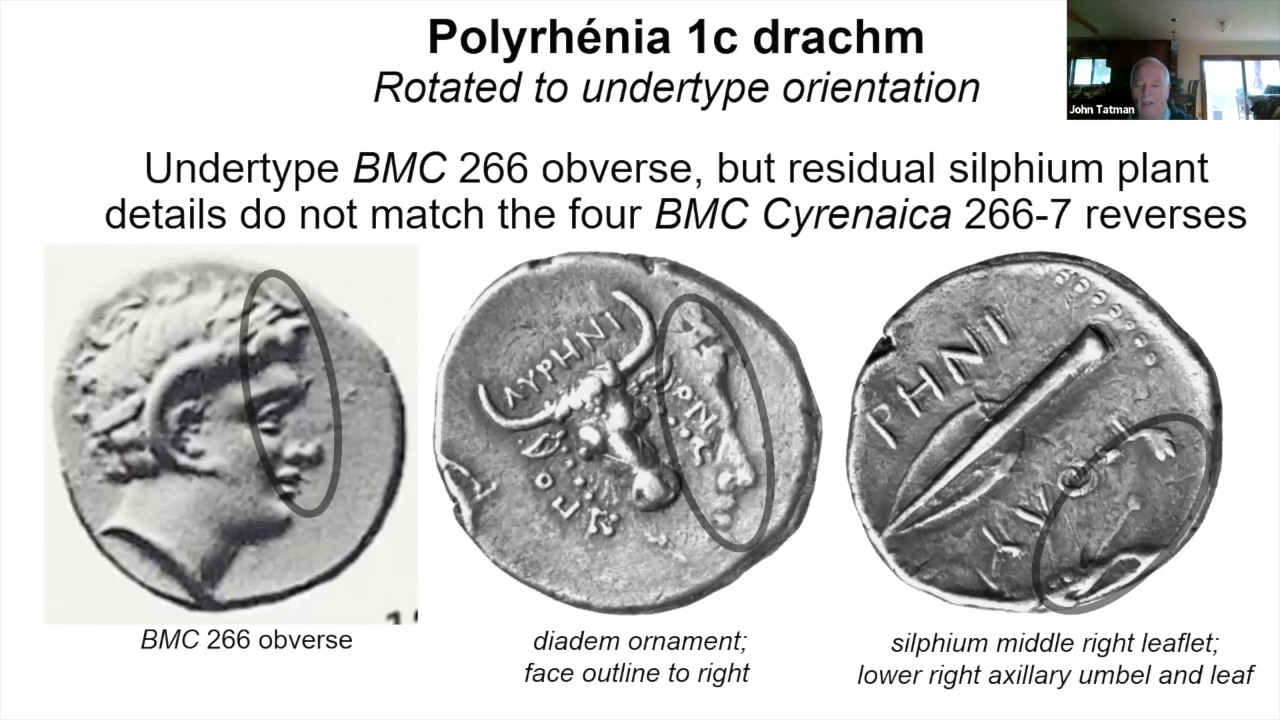 Polyrhénia 1c drachm
Rotated to undertype orientation
John Tatman
Undertype BMC 266 obverse, but residual silphium plant
details do not match the four BMC Cyrenaica 266-7 reverses
ΡΗΝΙ
BMC 266 obverse
diadem ornament;
face outline to right
silphium middle right leaflet;
lower right axillary umbel and leaf